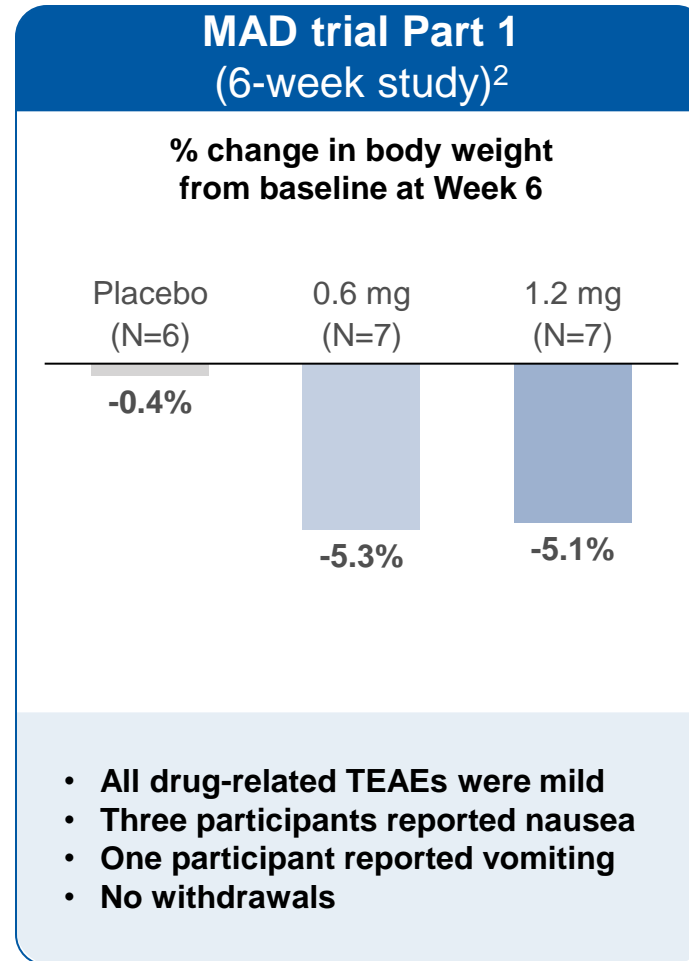 MAD trial Part 1
(6-week study)²
% change in body weight
from baseline at Week 6
Placebo 0.6 mg 1.2 mg
(N=6) (N=7) (N=7)
-0.4%
-5.3% -5.1%
• All drug-related TEAEs were mild
• Three participants reported nausea
• One participant reported vomiting
• No withdrawals